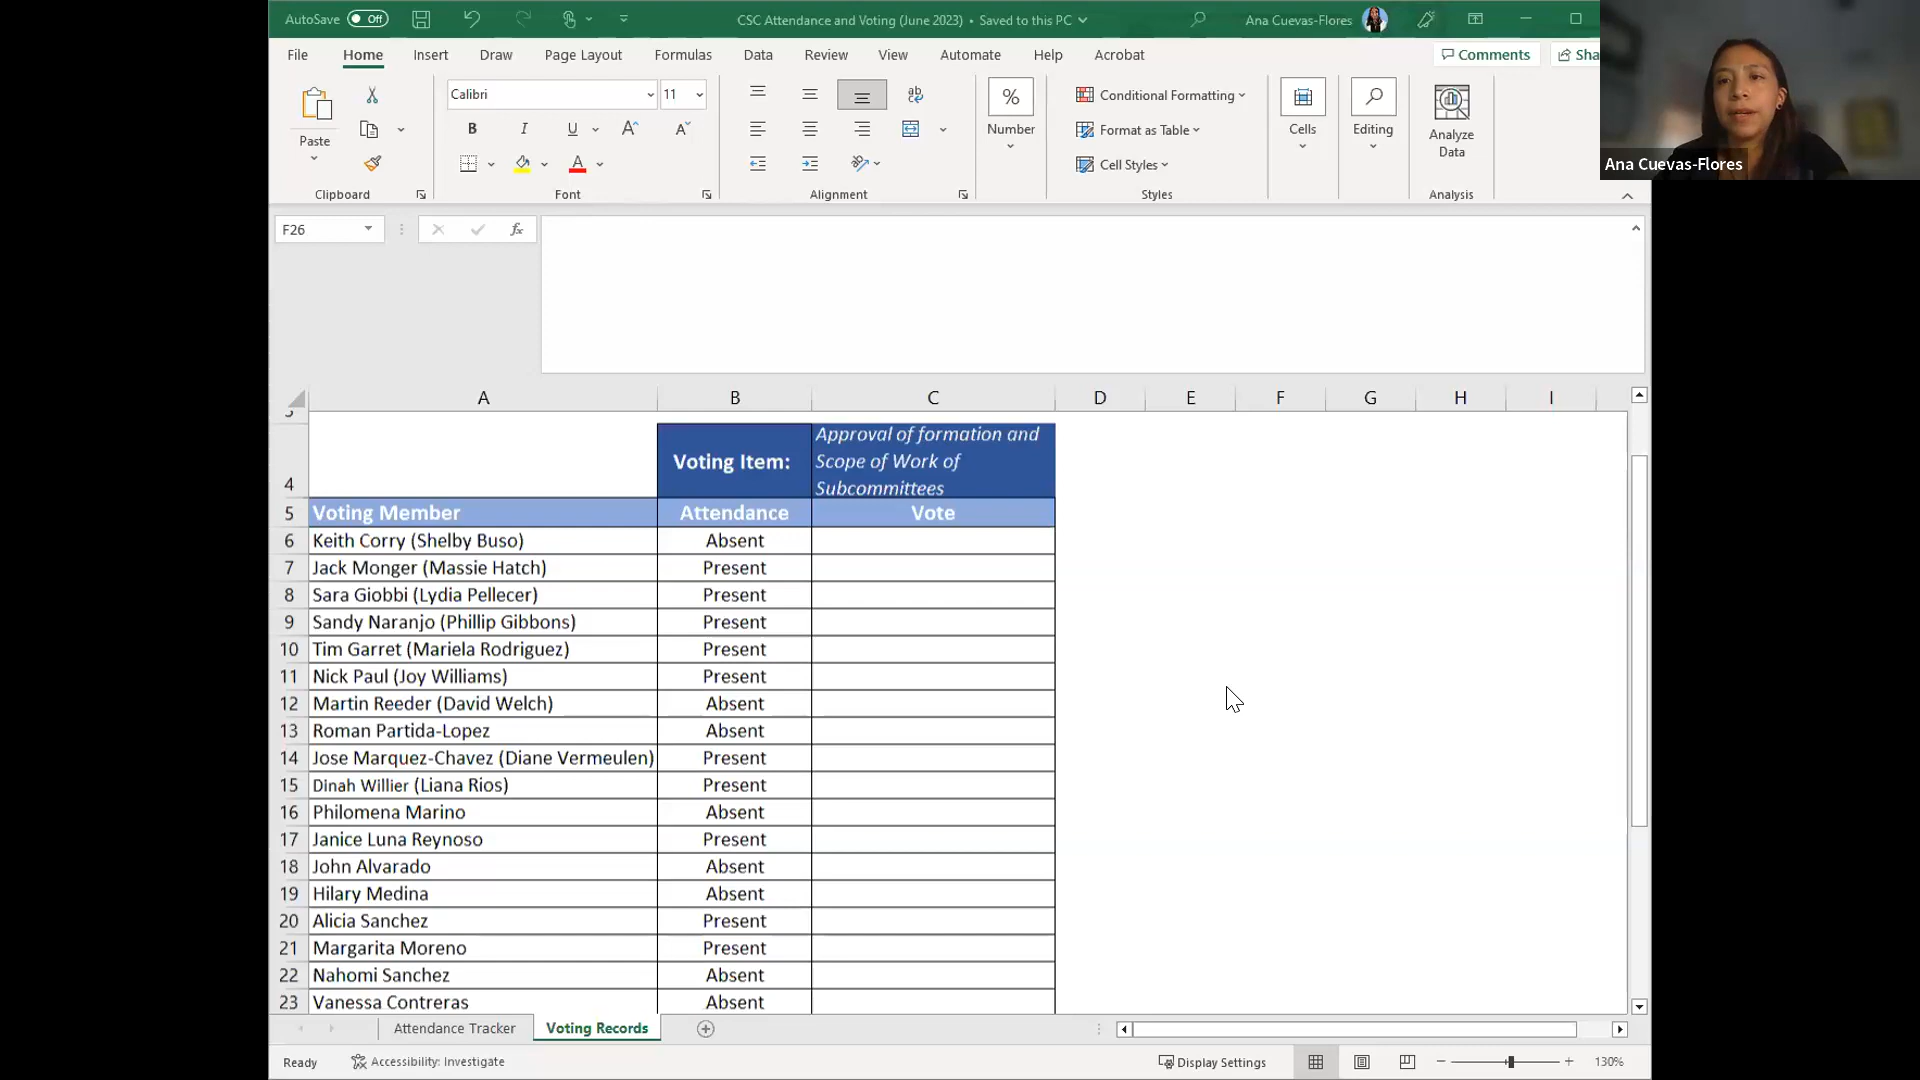 AutoSave Off CSC Attendance and Voting (June 2023) • Saved to this PC Ana Cuevas-Flores
File Home Insert Draw Page Layout Formulas Data Review View Automate Help Acrobat Comments Sha
Paste
Calibri 11
B I U A A
A
ab
% Number
Conditional Formatting
Format as Table
Cell Styles
Cells
Editing
Analyze Data
Clipboard Font Alignment Styles Analysis
Ana Cuevas-Flores
F26 fx
A B C D E F G H I
3
4 Voting Item: Approval of formation and
Scope of Work of
Subcommittees
5 Voting Member Attendance Vote
6 Keith Corry (Shelby Buso) Absent
7 Jack Monger (Massie Hatch) Present
8 Sara Giobbi (Lydia Pellecer) Present
9 Sandy Naranjo (Phillip Gibbons) Present
10 Tim Garret (Mariela Rodriguez) Present
11 Nick Paul (Joy Williams) Present
12 Martin Reeder (David Welch) Absent
13 Roman Partida-Lopez Absent
14 Jose Marquez-Chavez (Diane Vermeulen) Present
15 Dinah Willier (Liana Rios) Present
16 Philomena Marino Absent
17 Janice Luna Reynoso Present
18 John Alvarado Absent
19 Hilary Medina Absent
20 Alicia Sanchez Present
21 Margarita Moreno Present
22 Nahomi Sanchez Absent
23 Vanessa Contreras Absent
Attendance Tracker Voting Records
Ready Accessibility: Investigate Display Settings 130%